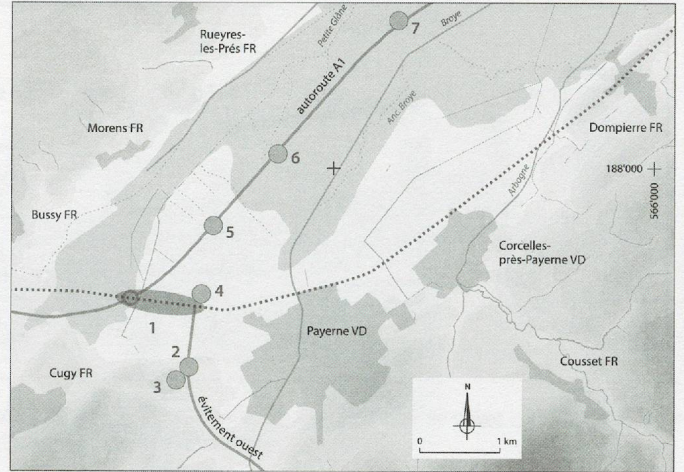 Rueyres-
les-Prés FR
Petite Glâne
7
Broye
autoroute A1
Anc. Broye
Morens FR
Dompierre FR
6
188'000
566'000
Arbogne
Bussy FR
5
Corcelles-
près-Payerne VD
4
1
Payerne VD
2
Cugy FR
3
Cousset FR
évitement ouest
N
0
1 km